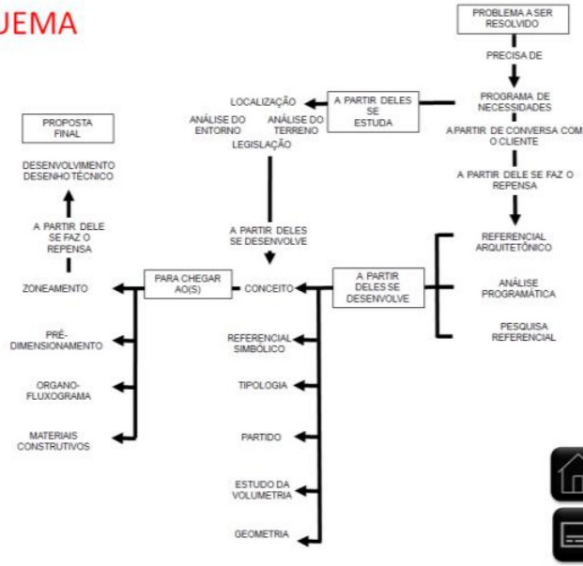 UEMA
PROBLEMA A SER
RESOLVIDO
PRECISA DE
PROGRAMA DE
NECESSIDADES
A PARTIR DE CONVERSA COM
O CLIENTE
A PARTIR DELE SE FAZ O
REPENSA
REFERENCIAL
ARQUITETÔNICO
ANÁLISE
PROGRAMÁTICA
PESQUISA
REFERENCIAL
A PARTIR DELES
SE
ESTUDA
LOCALIZAÇÃO
ANÁLISE DO
ENTORNO
ANÁLISE DO
TERRENO
LEGISLAÇÃO
A PARTIR DELES
SE DESENVOLVE
A PARTIR
DELES SE
DESENVOLVE
CONCEITO
REFERENCIAL
SIMBÓLICO
TIPOLOGIA
PARTIDO
ESTUDO DA
VOLUMETRIA
GEOMETRIA
PARA CHEGAR
AO(S)
ZONEAMENTO
PRÉ-
DIMENSIONAMENTO
ORGANO-
FLUXOGRAMA
MATERIAIS
CONSTRUTIVOS
A PARTIR DELE
SE FAZ O
REPENSA
DESENVOLVIMENTO
DESENHO TÉCNICO
PROPOSTA
FINAL